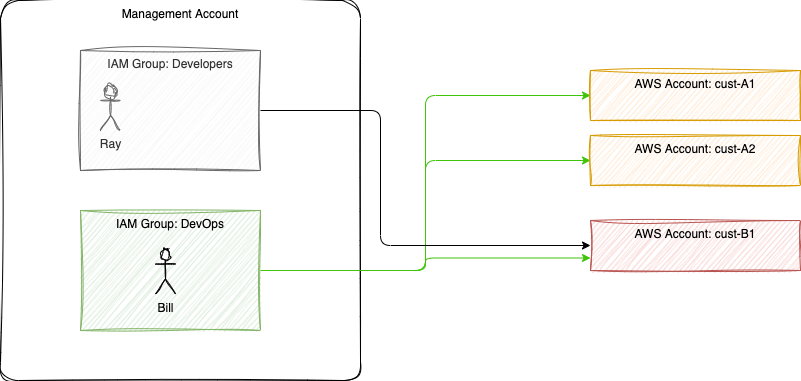 Management Account
IAM Group: Developers
Ray
IAM Group: DevOps
Bill
AWS Account: cust-A1
AWS Account: cust-A2
AWS Account: cust-B1